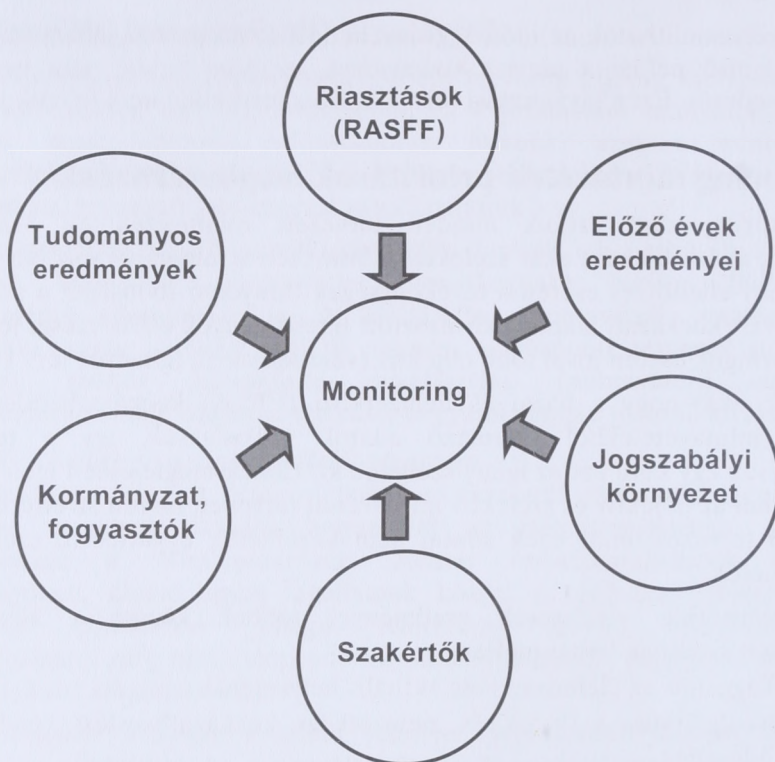 Riasztások
(RASFF)
Tudományos
eredmények
Előző évek
eredményei
Monitoring
Kormányzat,
fogyasztók
Jogszabályi
környezet
Szakértők